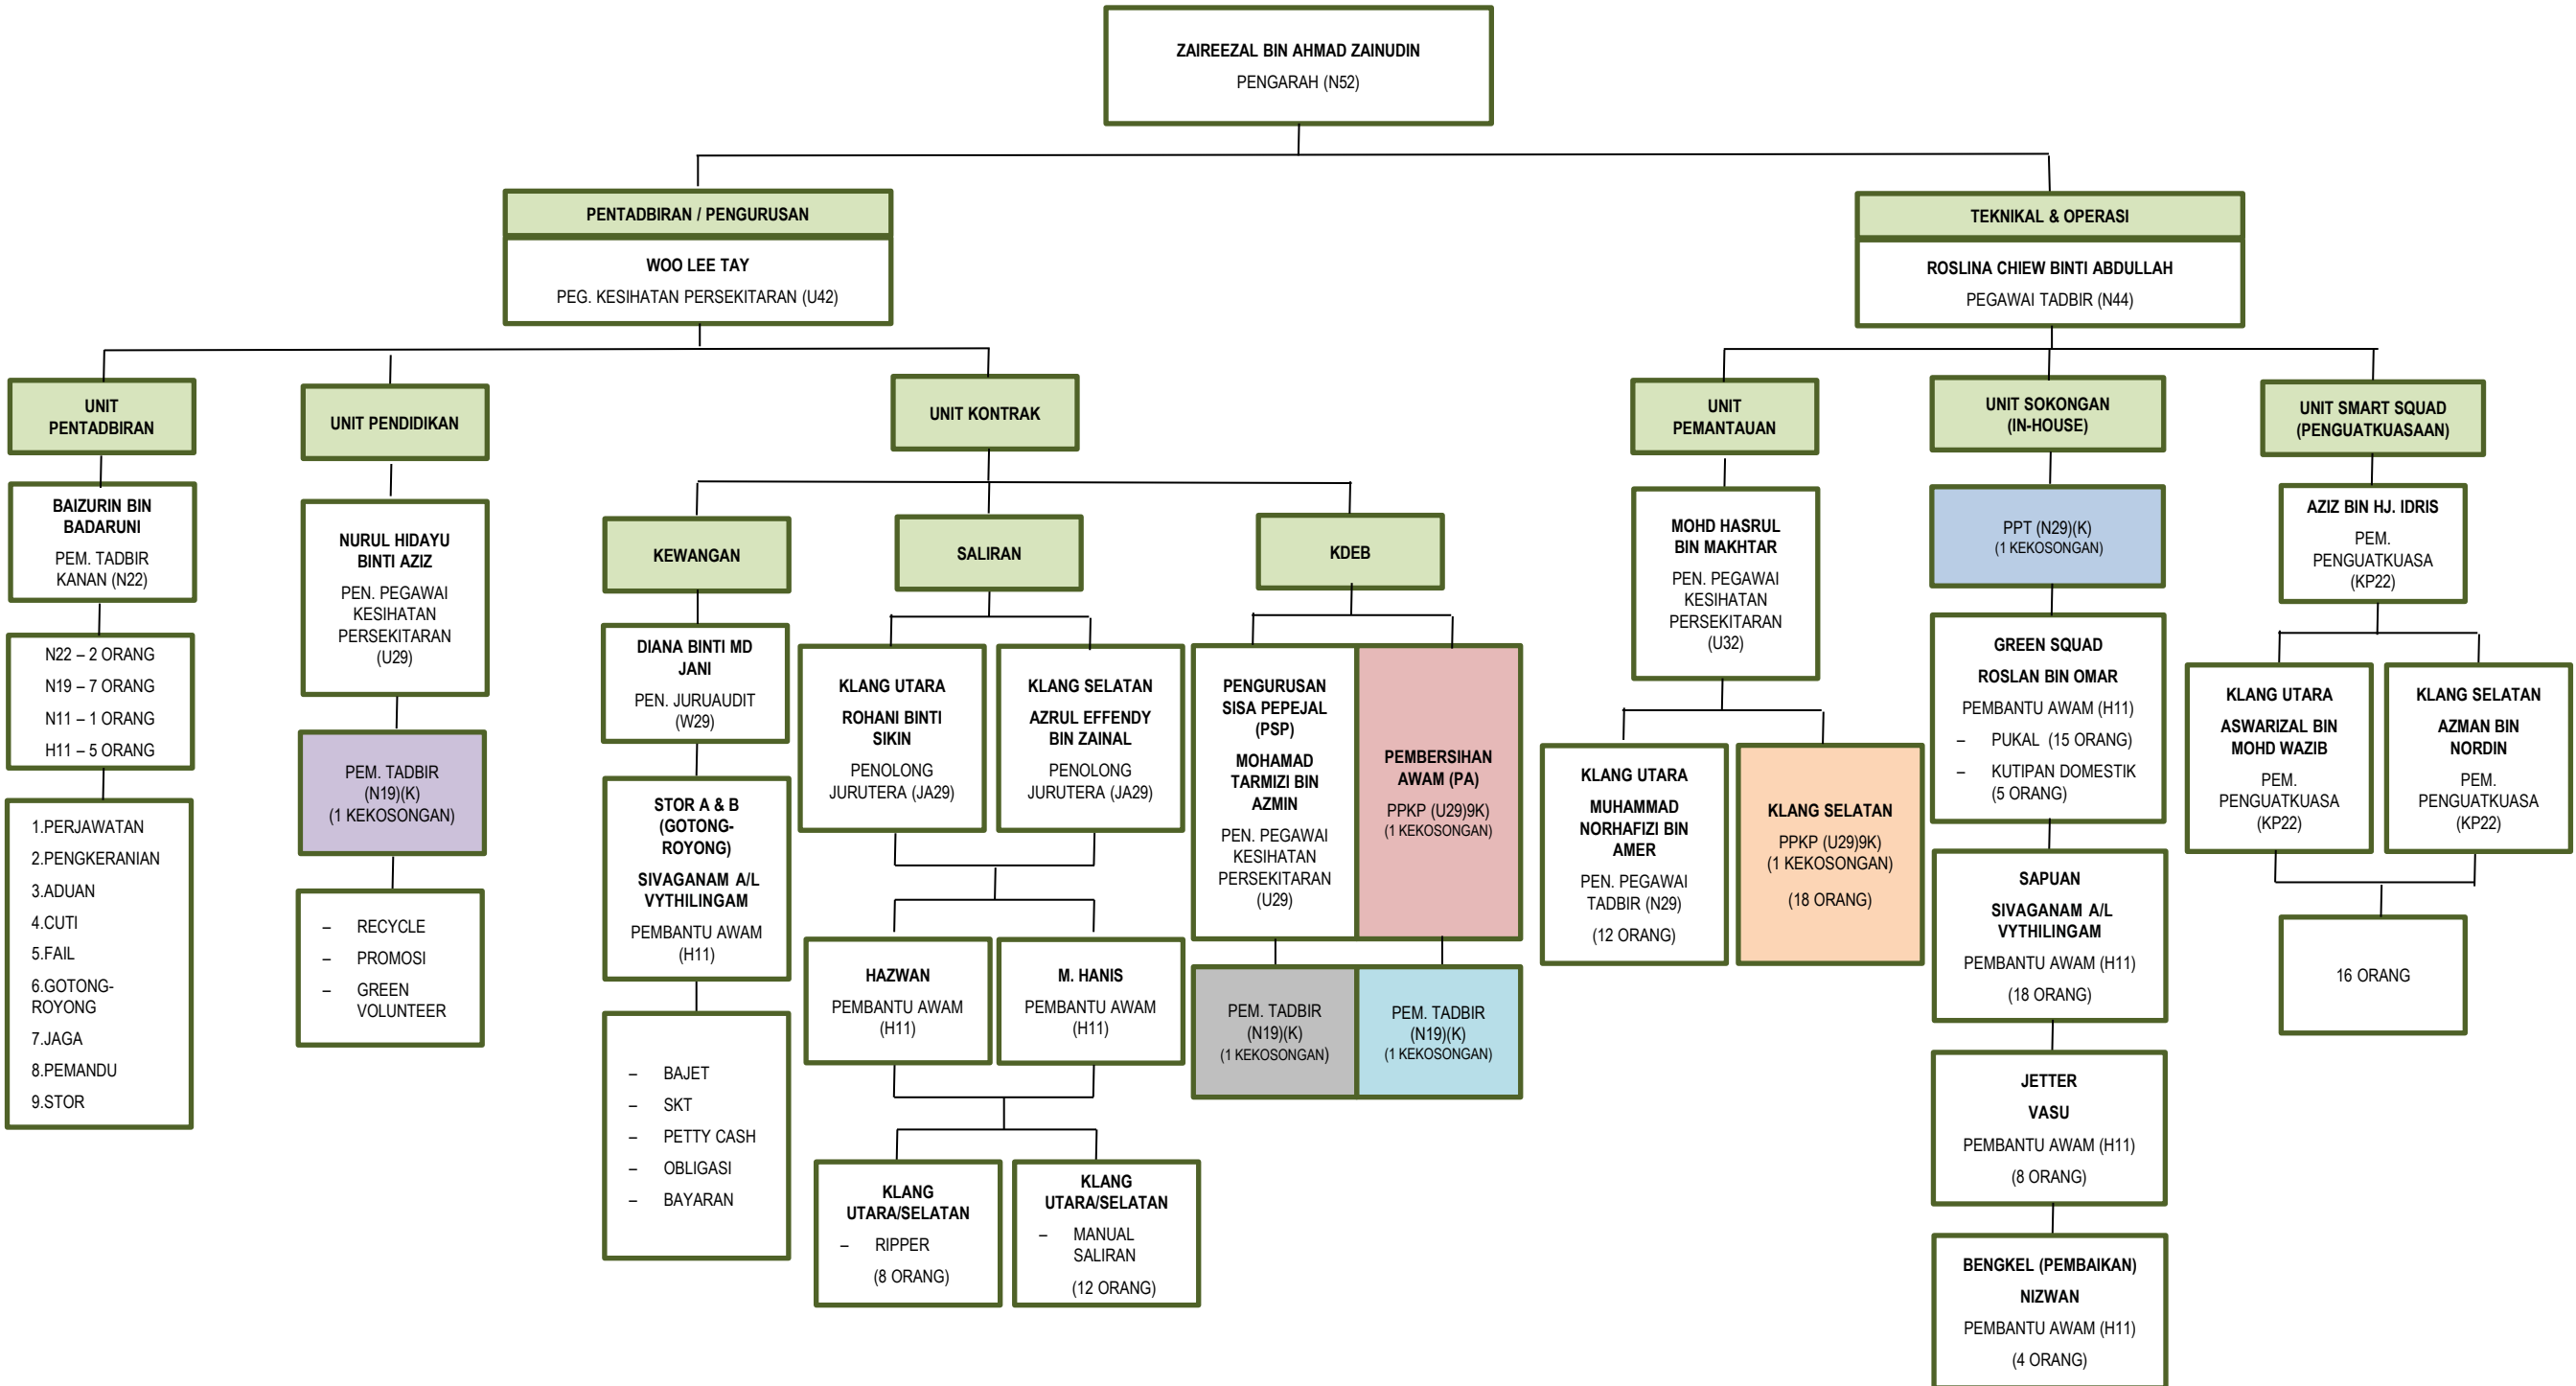 ZAIREEZAL BIN AHMAD ZAINUDIN
PENGARAH (N52)
PENTADBIRAN / PENGURUSAN
WOO LEE TAY
PEG. KESIHATAN PERSEKITARAN (U42)
TEKNIKAL & OPERASI
ROSLINA CHIEW BINTI ABDULLAH
PEGAWAI TADBIR (N44)
UNIT
PENTADBIRAN
BAIZURIN BIN
BADARUNI
PEM. TADBIR
KANAN (N22)
N22 – 2 ORANG
N19 – 7 ORANG
N11 – 1 ORANG
H11 – 5 ORANG
1.PERJAWATAN
2.PENGKERANIAN
3.ADUAN
4.CUTI
5.FAIL
6.GOTONG-
ROYONG
7.JAGA
8.PEMANDU
9.STOR
UNIT PENDIDIKAN
NURUL HIDAYU
BINTI AZIZ
PEN. PEGAWAI
KESIHATAN
PERSEKITARAN
(U29)
PEM. TADBIR
(N19)(K)
(1 KEKOSONGAN)
– RECYCLE
– PROMOSI
– GREEN
VOLUNTEER
UNIT KONTRAK
KEWANGAN
DIANA BINTI MD
JANI
PEN. JURUAUDIT
(W29)
STOR A & B
(GOTONG-
ROYONG)
SIVAGANAM A/L
VYTHILINGAM
PEMBANTU AWAM
(H11)
– BAJET
– SKT
– PETTY CASH
– OBLIGASI
– BAYARAN
SALIRAN
KLANG UTARA
ROHANI BINTI
SIKIN
PENOLONG
JURUTERA (JA29)
KLANG SELATAN
AZRUL EFFENDY
BIN ZAINAL
PENOLONG
JURUTERA (JA29)
HAZWAN
PEMBANTU AWAM
(H11)
M. HANIS
PEMBANTU AWAM
(H11)
KLANG
UTARA/SELATAN
– RIPPER
(8 ORANG)
KLANG
UTARA/SELATAN
– MANUAL
SALIRAN
(12 ORANG)
KDEB
PENGURUSAN
SISA PEPEJAL
(PSP)
MOHAMAD
TARMIZI BIN
AZMIN
PEN. PEGAWAI
KESIHATAN
PERSEKITARAN
(U29)
PEMBERSIHAN
AWAM (PA)
PPKP (U29)9K)
(1 KEKOSONGAN)
PEM. TADBIR
(N19)(K)
(1 KEKOSONGAN)
PEM. TADBIR
(N19)(K)
(1 KEKOSONGAN)
UNIT
PEMANTAUAN
MOHD HASRUL
BIN MAKHTAR
PEN. PEGAWAI
KESIHATAN
PERSEKITARAN
(U32)
KLANG UTARA
MUHAMMAD
NORHAFIZI BIN
AMER
PEN. PEGAWAI
TADBIR (N29)
(12 ORANG)
KLANG SELATAN
PPKP (U29)9K)
(1 KEKOSONGAN)
(18 ORANG)
UNIT SOKONGAN
(IN-HOUSE)
PPT (N29)(K)
(1 KEKOSONGAN)
GREEN SQUAD
ROSLAN BIN OMAR
PEMBANTU AWAM (H11)
– PUKAL (15 ORANG)
– KUTIPAN DOMESTIK
(5 ORANG)
SAPUAN
SIVAGANAM A/L
VYTHILINGAM
PEMBANTU AWAM (H11)
(18 ORANG)
JETTER
VASU
PEMBANTU AWAM (H11)
(8 ORANG)
BENGKEL (PEMBAIKAN)
NIZWAN
PEMBANTU AWAM (H11)
(4 ORANG)
UNIT SMART SQUAD
(PENGUATKUASAAN)
AZIZ BIN HJ. IDRIS
PEM.
PENGUATKUASA
(KP22)
KLANG UTARA
ASWARIZAL BIN
MOHD WAZIB
PEM.
PENGUATKUASA
(KP22)
KLANG SELATAN
AZMAN BIN
NORDIN
PEM.
PENGUATKUASA
(KP22)
16 ORANG